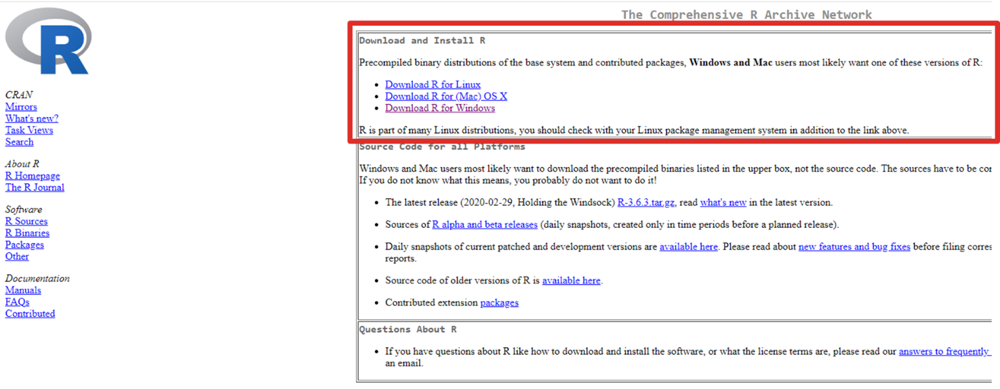 The Comprehensive R Archive Network
R
CRAN
Mirrors
What's new?
Task Views
Search
About R
R Homepage
The R Journal
Software
R Sources
R Binaries
Packages
Other
Documentation
Manuals
FAQs
Contributed
Download and Install R
Precompiled binary distributions of the base system and contributed packages, Windows and Mac users most likely want one of these versions of R:
• Download R for Linux
• Download R for (Mac) OS X
• Download R for Windows
R is part of many Linux distributions, you should check with your Linux package management system in addition to the link above.
Source Code for all Platforms
Windows and Mac users most likely want to download the precompiled binaries listed in the upper box, not the source code. The sources have to be
If you do not know what this means, you probably do not want to do it!
• The latest release (2020-02-29, Holding the Windsock) R-3.6.3.tar.gz, read what's new in the latest version.
• Sources of R alpha and beta releases (daily snapshots, created only in time periods before a planned release).
• Daily snapshots of current patched and development versions are available here. Please read about new features and bug fixes before filing
reports.
• Source code of older versions of R is available here.
• Contributed extension packages
Questions About R
• If you have questions about R like how to download and install the software, or what the license terms are, please read our answers to frequently
an email.